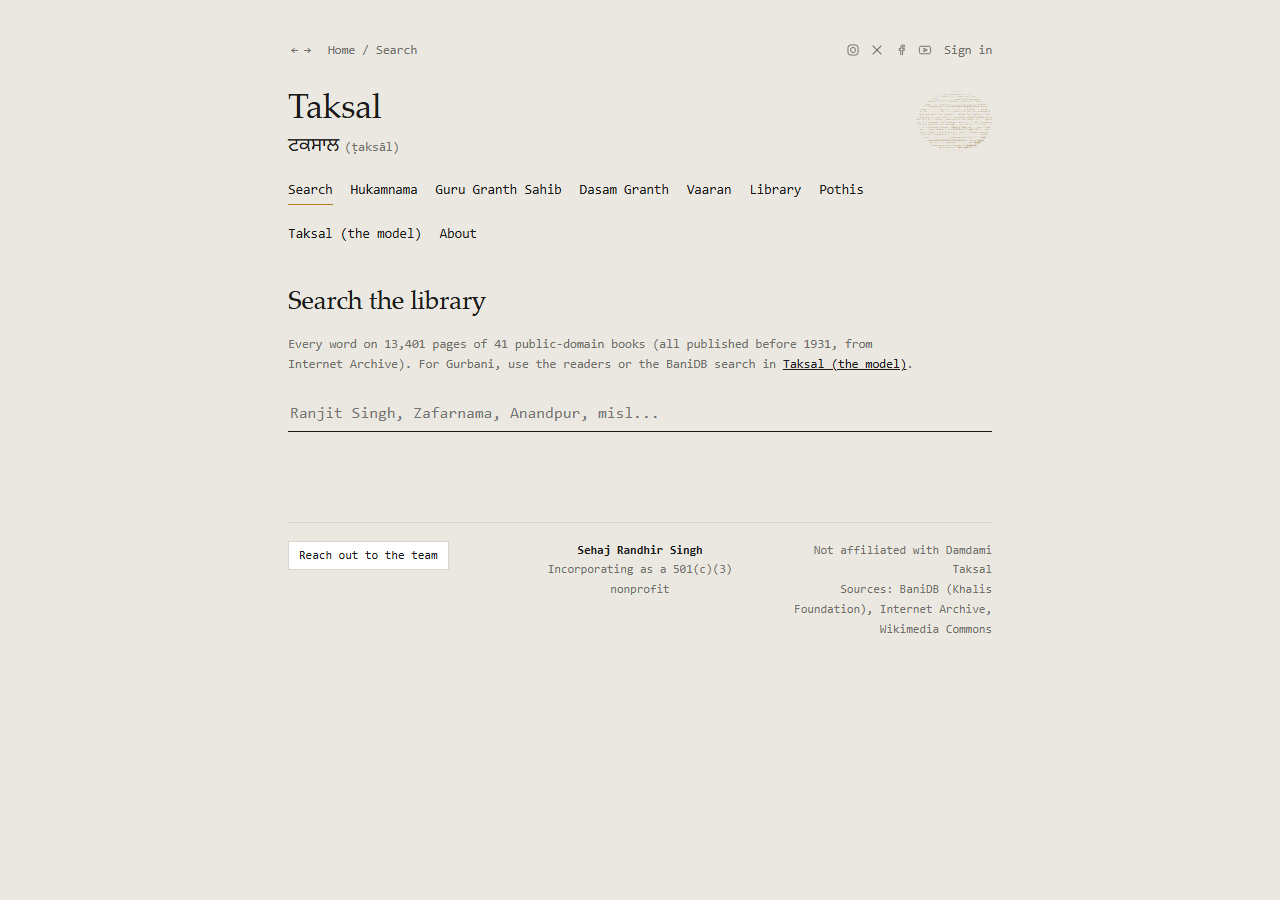 ← → Home / Search
Sign in
Taksal
ਟਕਸਾਲ (ṭaksāl)
Search Hukamnama Guru Granth Sahib Dasam Granth Vaaran Library Pothis
Taksal (the model) About
Search the library
Every word on 13,401 pages of 41 public-domain books (all published before 1931, from
Internet Archive). For Gurbani, use the readers or the BaniDB search in Taksal (the model).
Ranjit Singh, Zafarnama, Anandpur, misl...
Reach out to the team
Sehaj Randhir Singh
Incorporating as a 501(c)(3)
nonprofit
Not affiliated with Damdami
Taksal
Sources: BaniDB (Khalis
Foundation), Internet Archive,
Wikimedia Commons